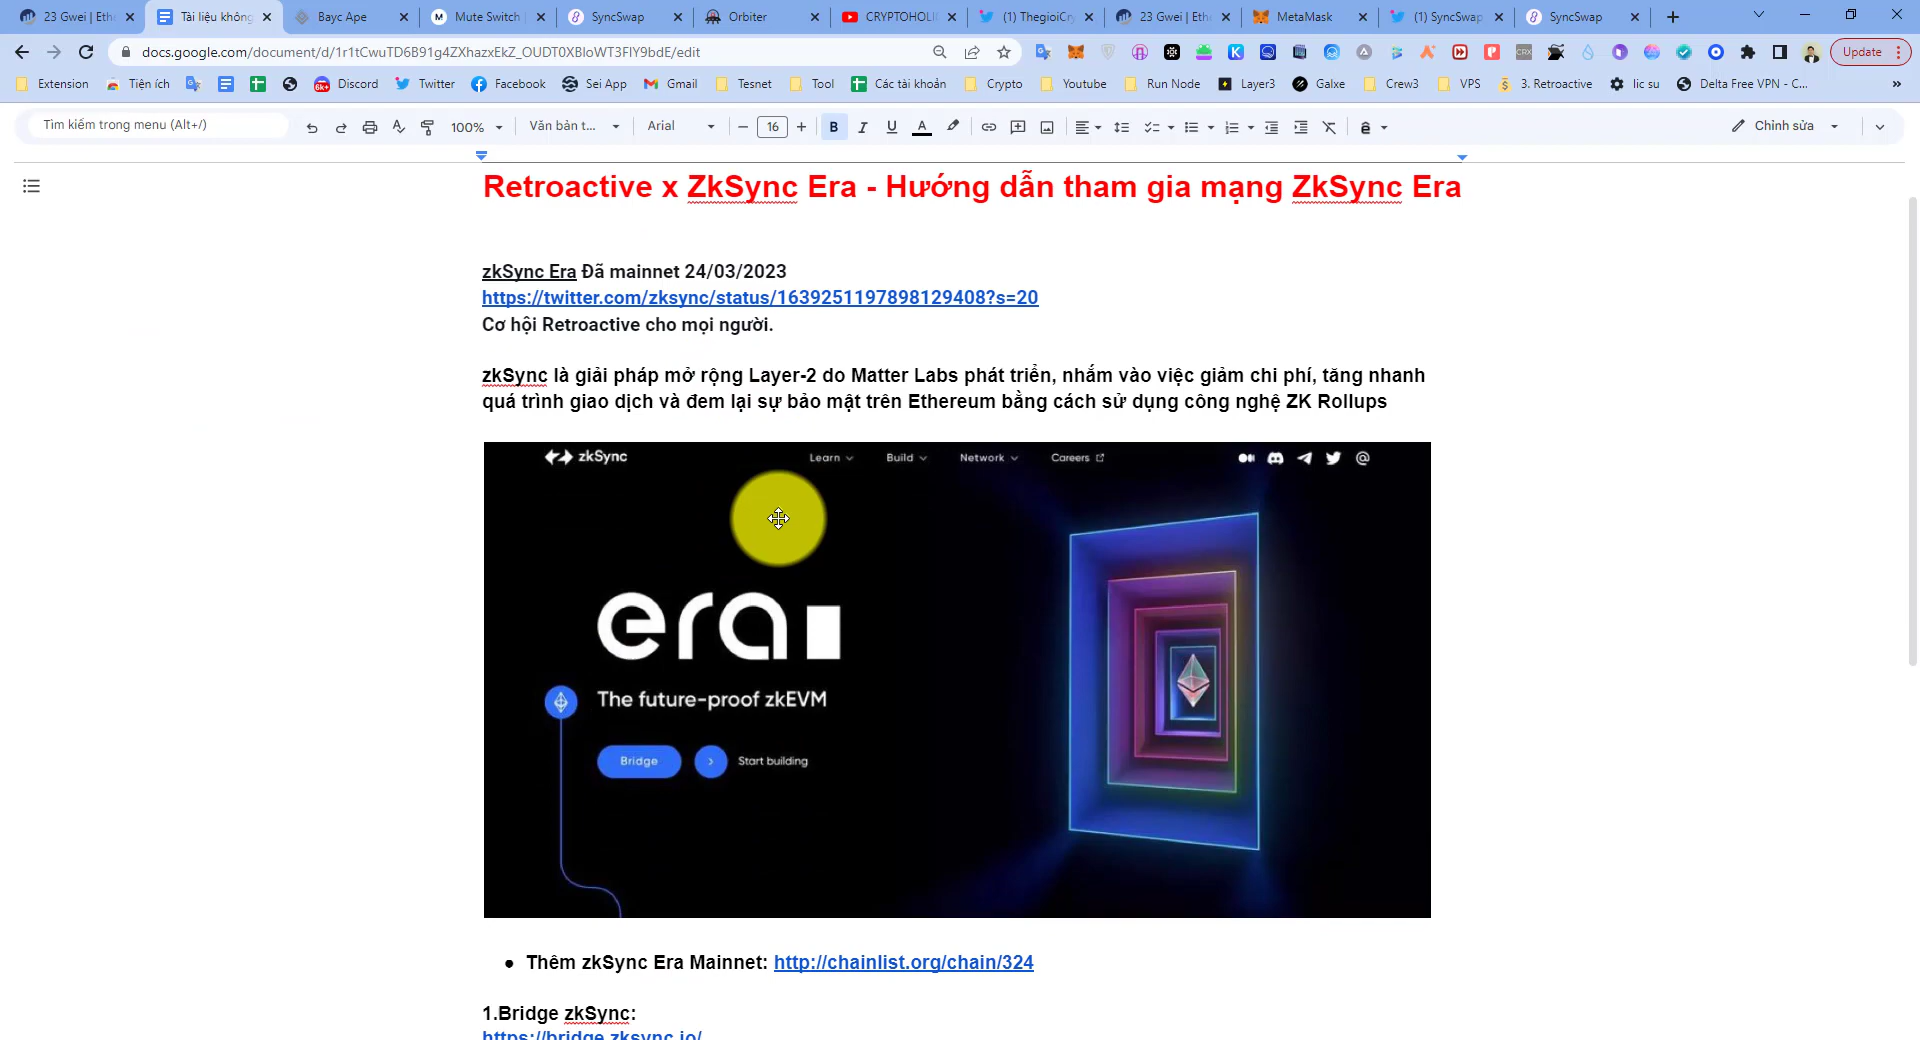 23 Gwei | Eth
Tài liệu không
Bayc Ape
Mute Switch
SyncSwap
Orbiter
CRYPTOHOLI
(1) ThegioiCry
23 Gwei | Ethe
MetaMask
(1) SyncSwap
SyncSwap
docs.google.com/document/d/1r1tCwuTD6B91g4ZXhazxEkZ_OUDT0XBIoWT3FlY9bdE/edit
Update
Extension
Tiện ích
6k+
Discord
Twitter
Facebook
Sei App
Gmail
Tesnet
Tool
Các tài khoản
Crypto
Youtube
Run Node
Layer3
Galxe
Crew3
VPS
3. Retroactive
lic su
Delta Free VPN - C...
Tìm kiếm trong menu (Alt+/)
100%
Văn bản t...
Arial
16
Chỉnh sửa
Retroactive x ZkSync Era - Hướng dẫn tham gia mạng ZkSync Era
zkSync Era Đã mainnet 24/03/2023
https://twitter.com/zksync/status/1639251197898129408?s=20
Cơ hội Retroactive cho mọi người.
zkSync là giải pháp mở rộng Layer-2 do Matter Labs phát triển, nhắm vào việc giảm chi phí, tăng nhanh
quá trình giao dịch và đem lại sự bảo mật trên Ethereum bằng cách sử dụng công nghệ ZK Rollups
zkSync
Learn
Build
Network
Careers
era
The future-proof zkEVM
Bridge
Start building
● Thêm zkSync Era Mainnet: http://chainlist.org/chain/324
1.Bridge zkSync:
https://bridge.zksync.io/